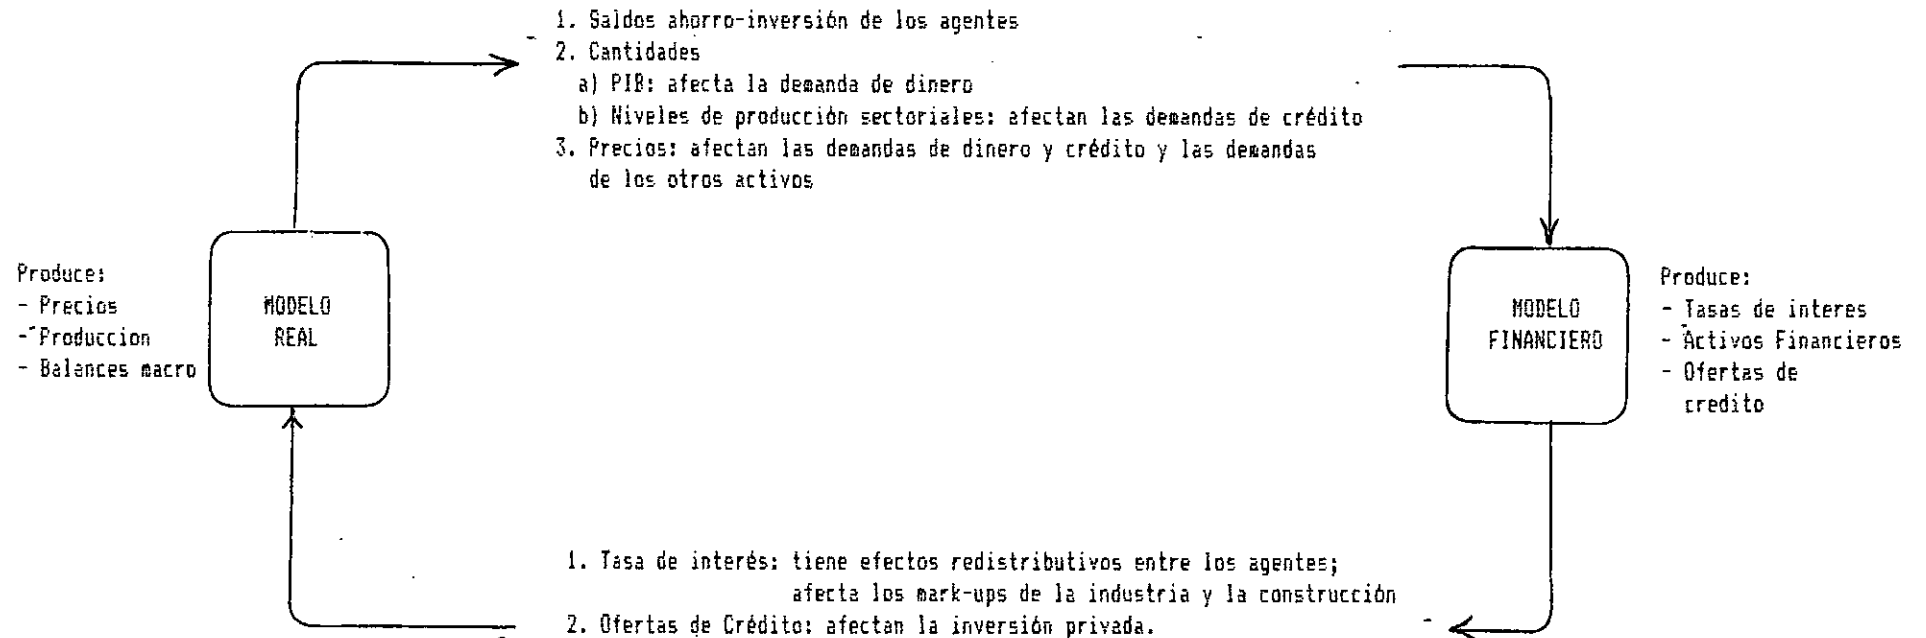 1. Saldos ahorro-inversión de los agentes
2. Cantidades
a) PIB: afecta la demanda de dinero
b) Niveles de producción sectoriales: afectan las demandas de crédito
3. Precios: afectan las demandas de dinero y crédito y las demandas
de los otros activos
Produce:
- Precios
- Produccion
- Balances macro
MODELO
REAL
MODELO
FINANCIERO
Produce:
- Tasas de interes
- Activos Financieros
- Ofertas de
credito
1. Tasa de interés: tiene efectos redistributivos entre los agentes;
afecta los mark-ups de la industria y la construcción
2. Ofertas de Crédito: afectan la inversión privada.